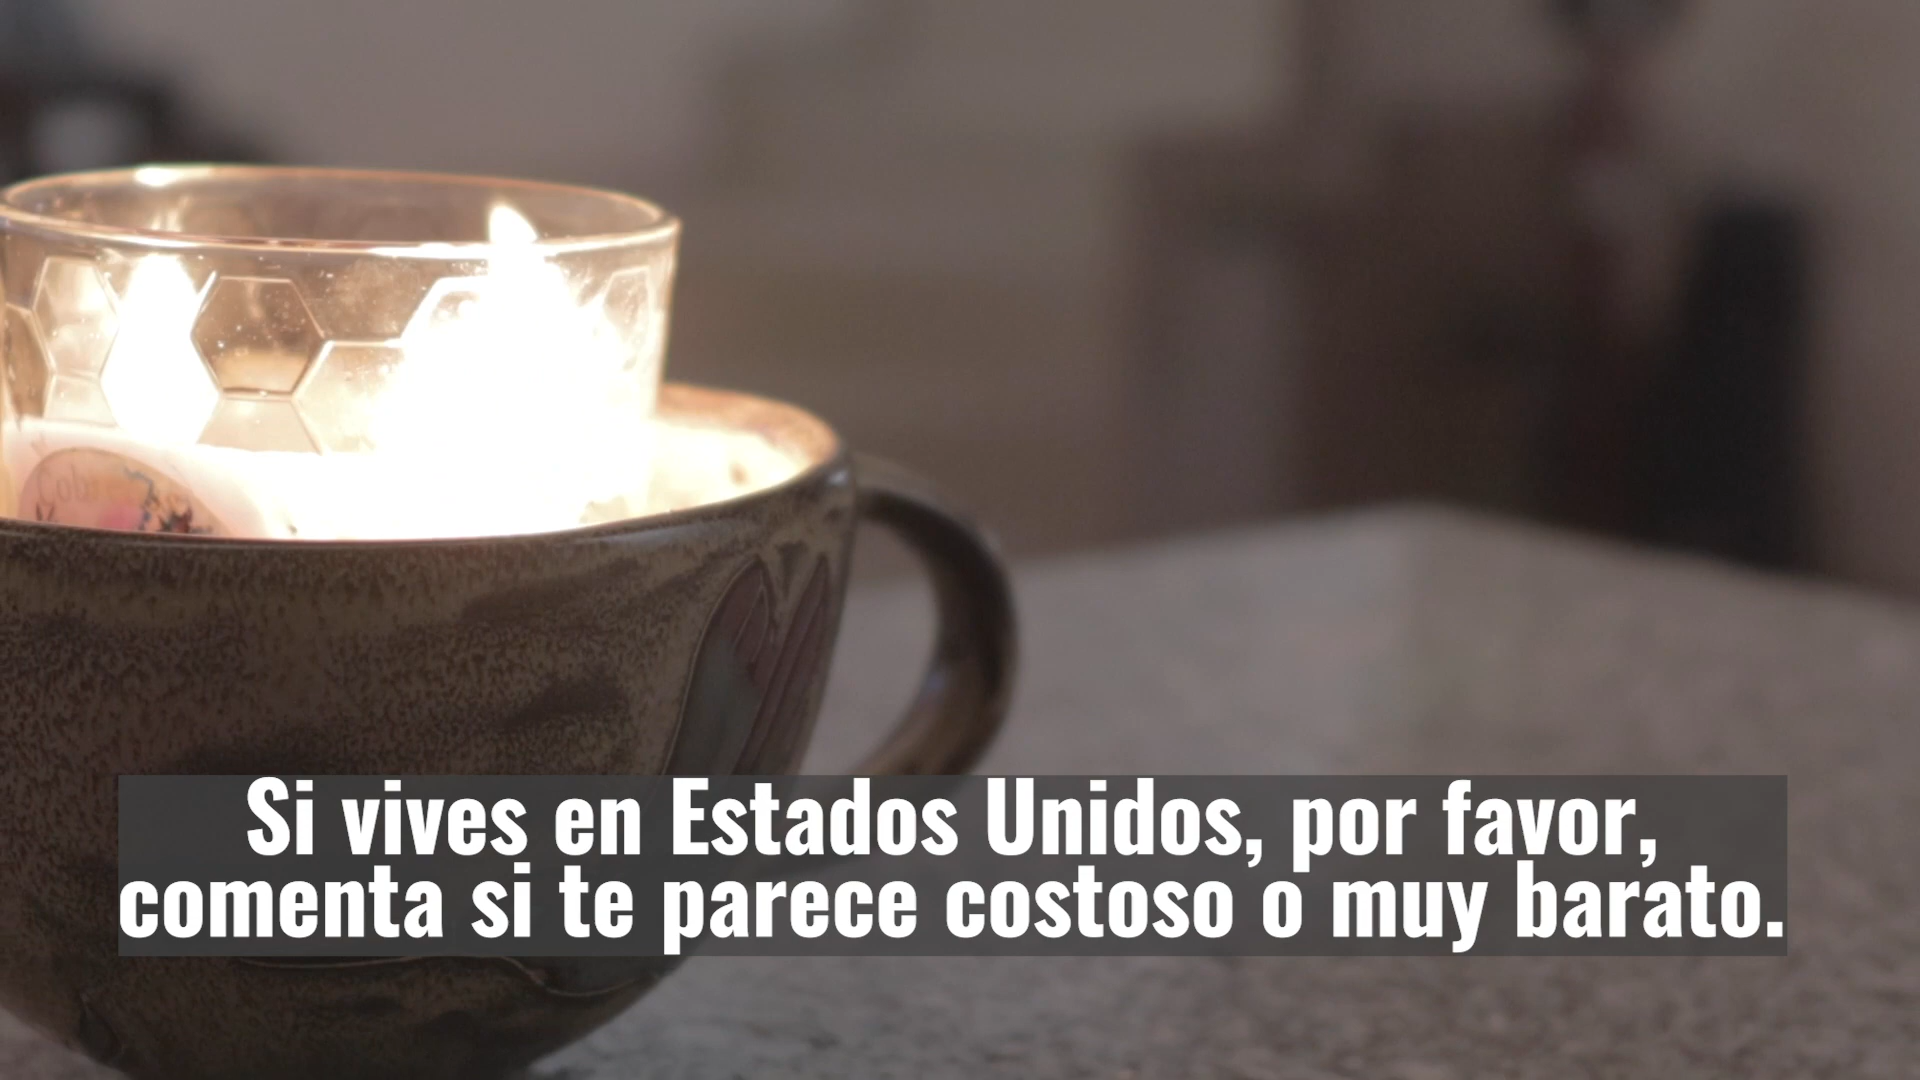 Si vives en Estados Unidos, por favor,
comenta si te parece costoso o muy barato.